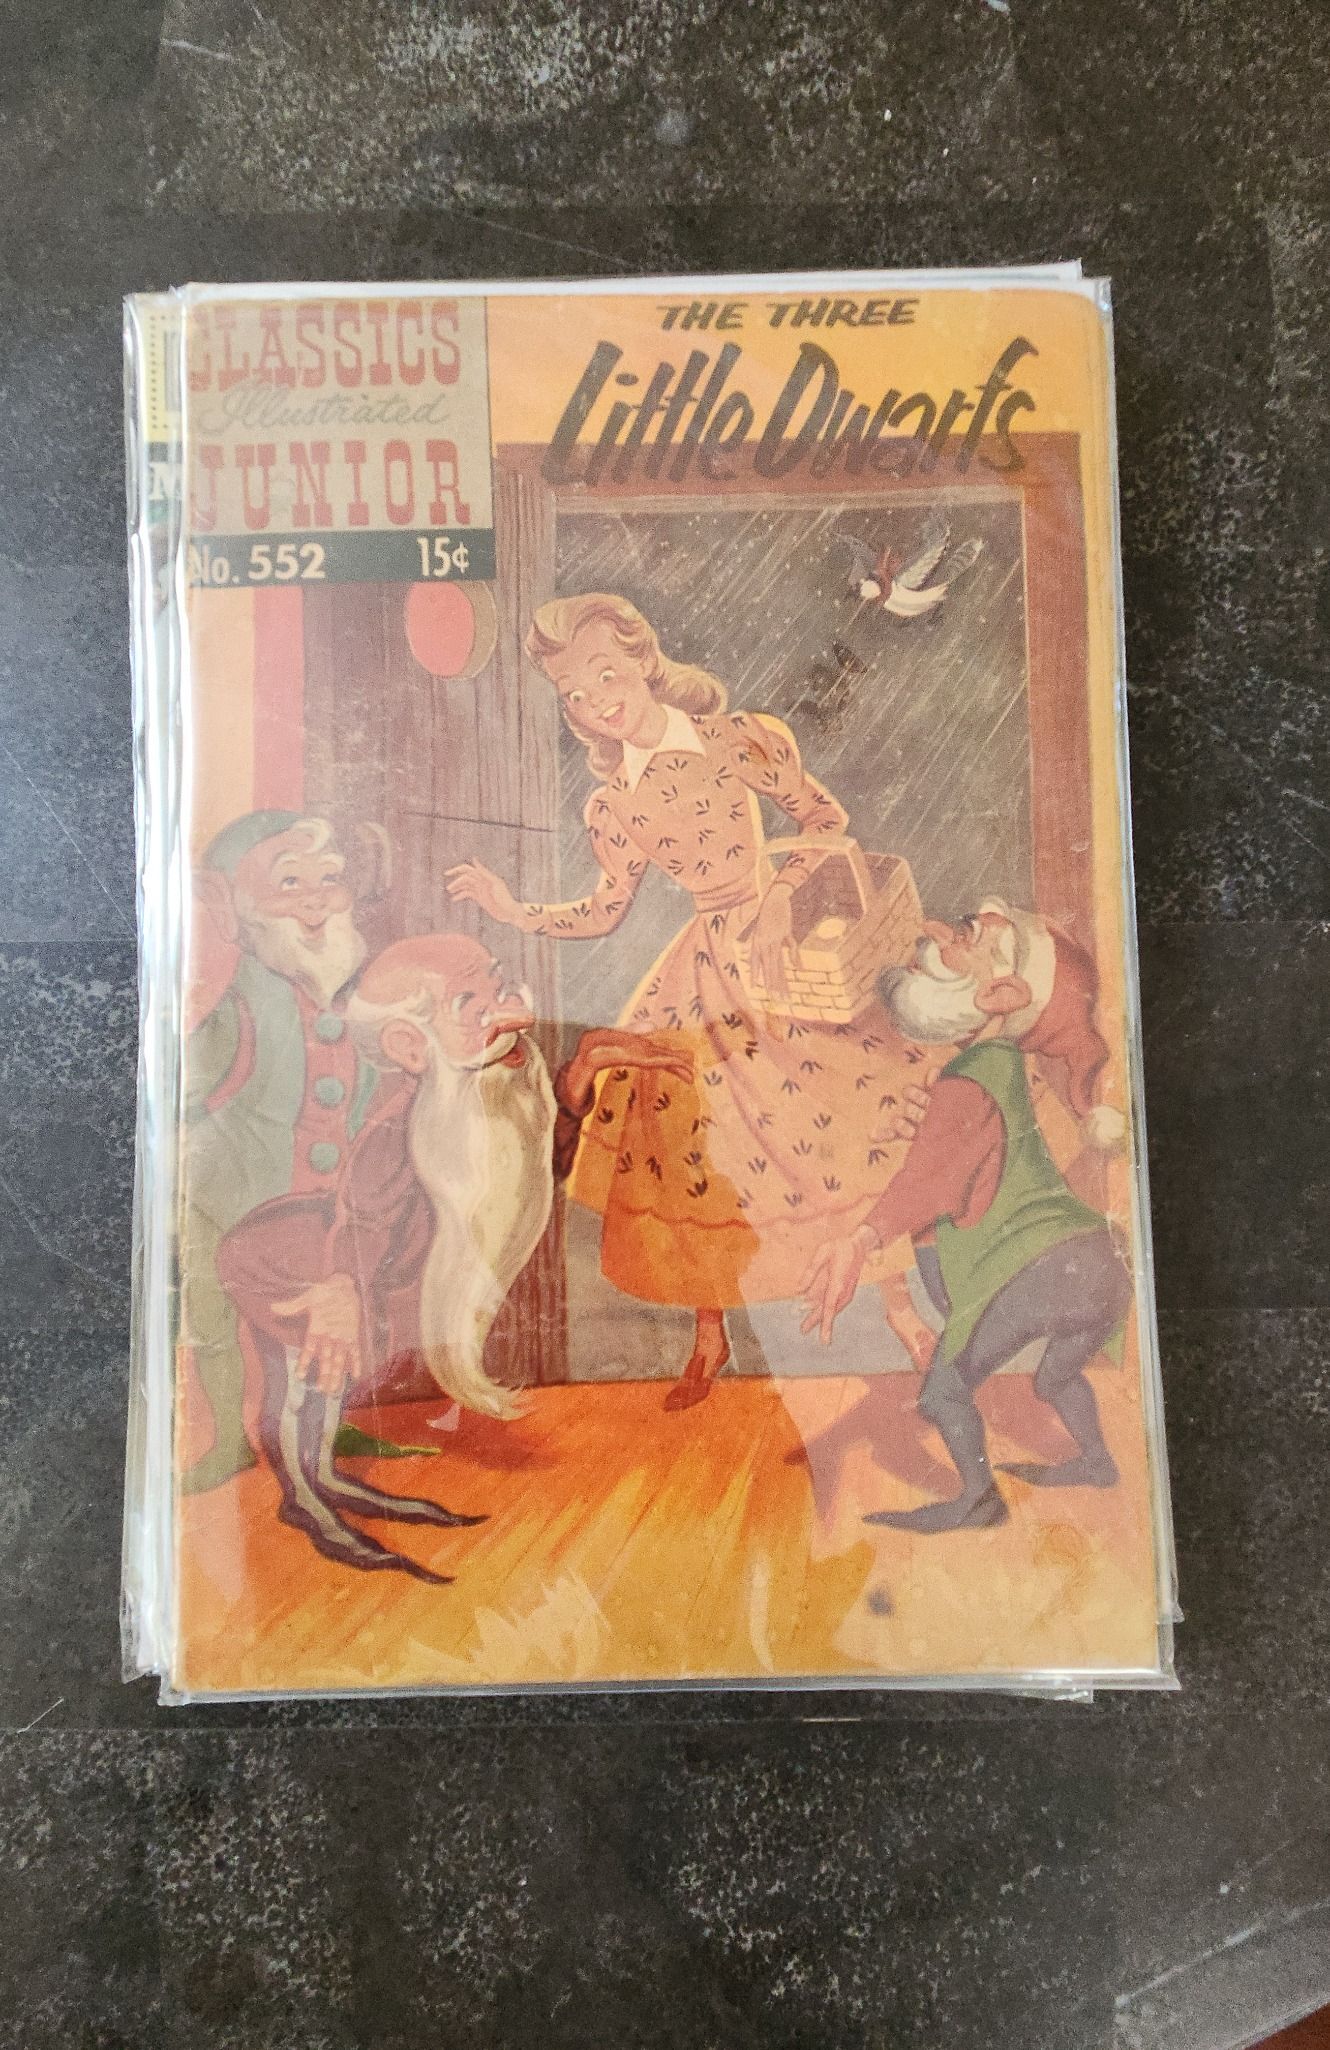 CLASSICS
Illustrated
JUNIOR
No. 552 15¢
THE THREE
Little Dwarfs
M